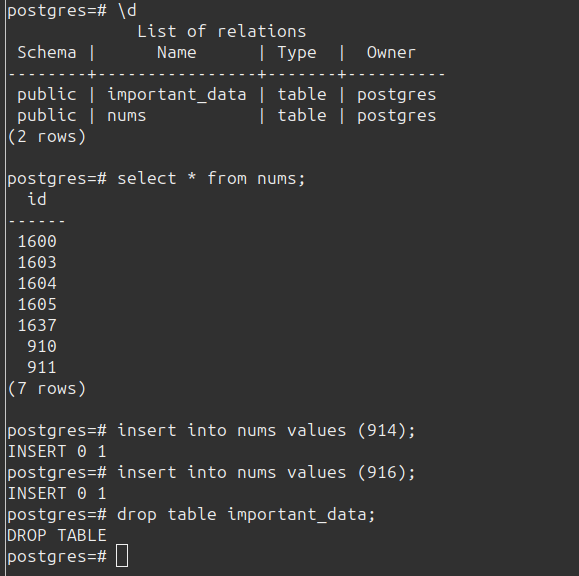 postgres=# \d
             List of relations
 Schema |      Name      | Type  |  Owner
--------+----------------+-------+----------
 public | important_data | table | postgres
 public | nums           | table | postgres
(2 rows)

postgres=# select * from nums;
  id
------
 1600
 1603
 1604
 1605
 1637
  910
  911
(7 rows)

postgres=# insert into nums values (914);
INSERT 0 1
postgres=# insert into nums values (916);
INSERT 0 1
postgres=# drop table important_data;
DROP TABLE
postgres=#